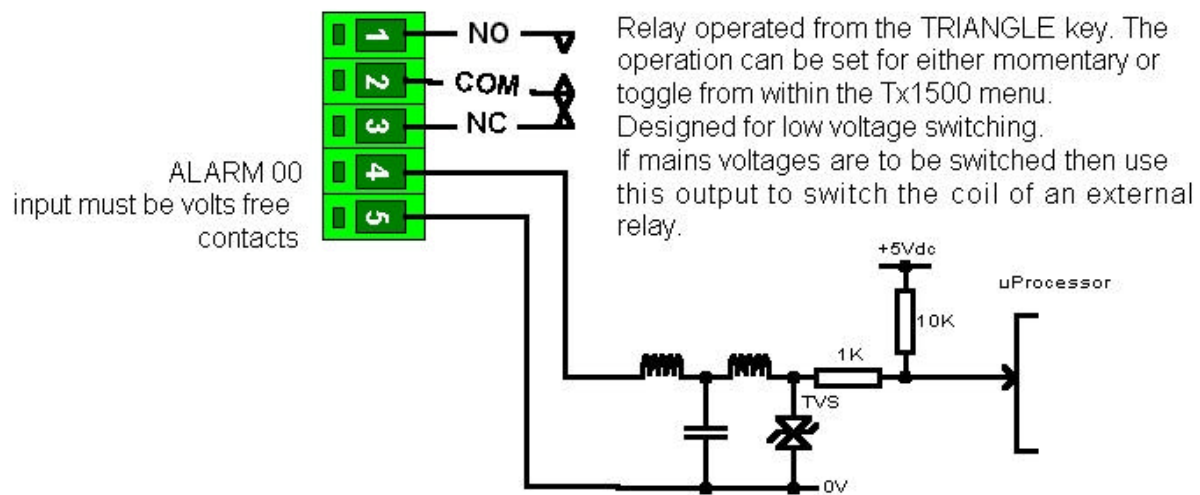 1 NO
2 COM
3 NC
4
5
ALARM 00
input must be volts free
contacts
Relay operated from the TRIANGLE key. The
operation can be set for either momentary or
toggle from within the Tx1500 menu.
Designed for low voltage switching.
If mains voltages are to be switched then use
this output to switch the coil of an external
relay.
+5Vdc
uProcessor
10K
1K
TVS
0V